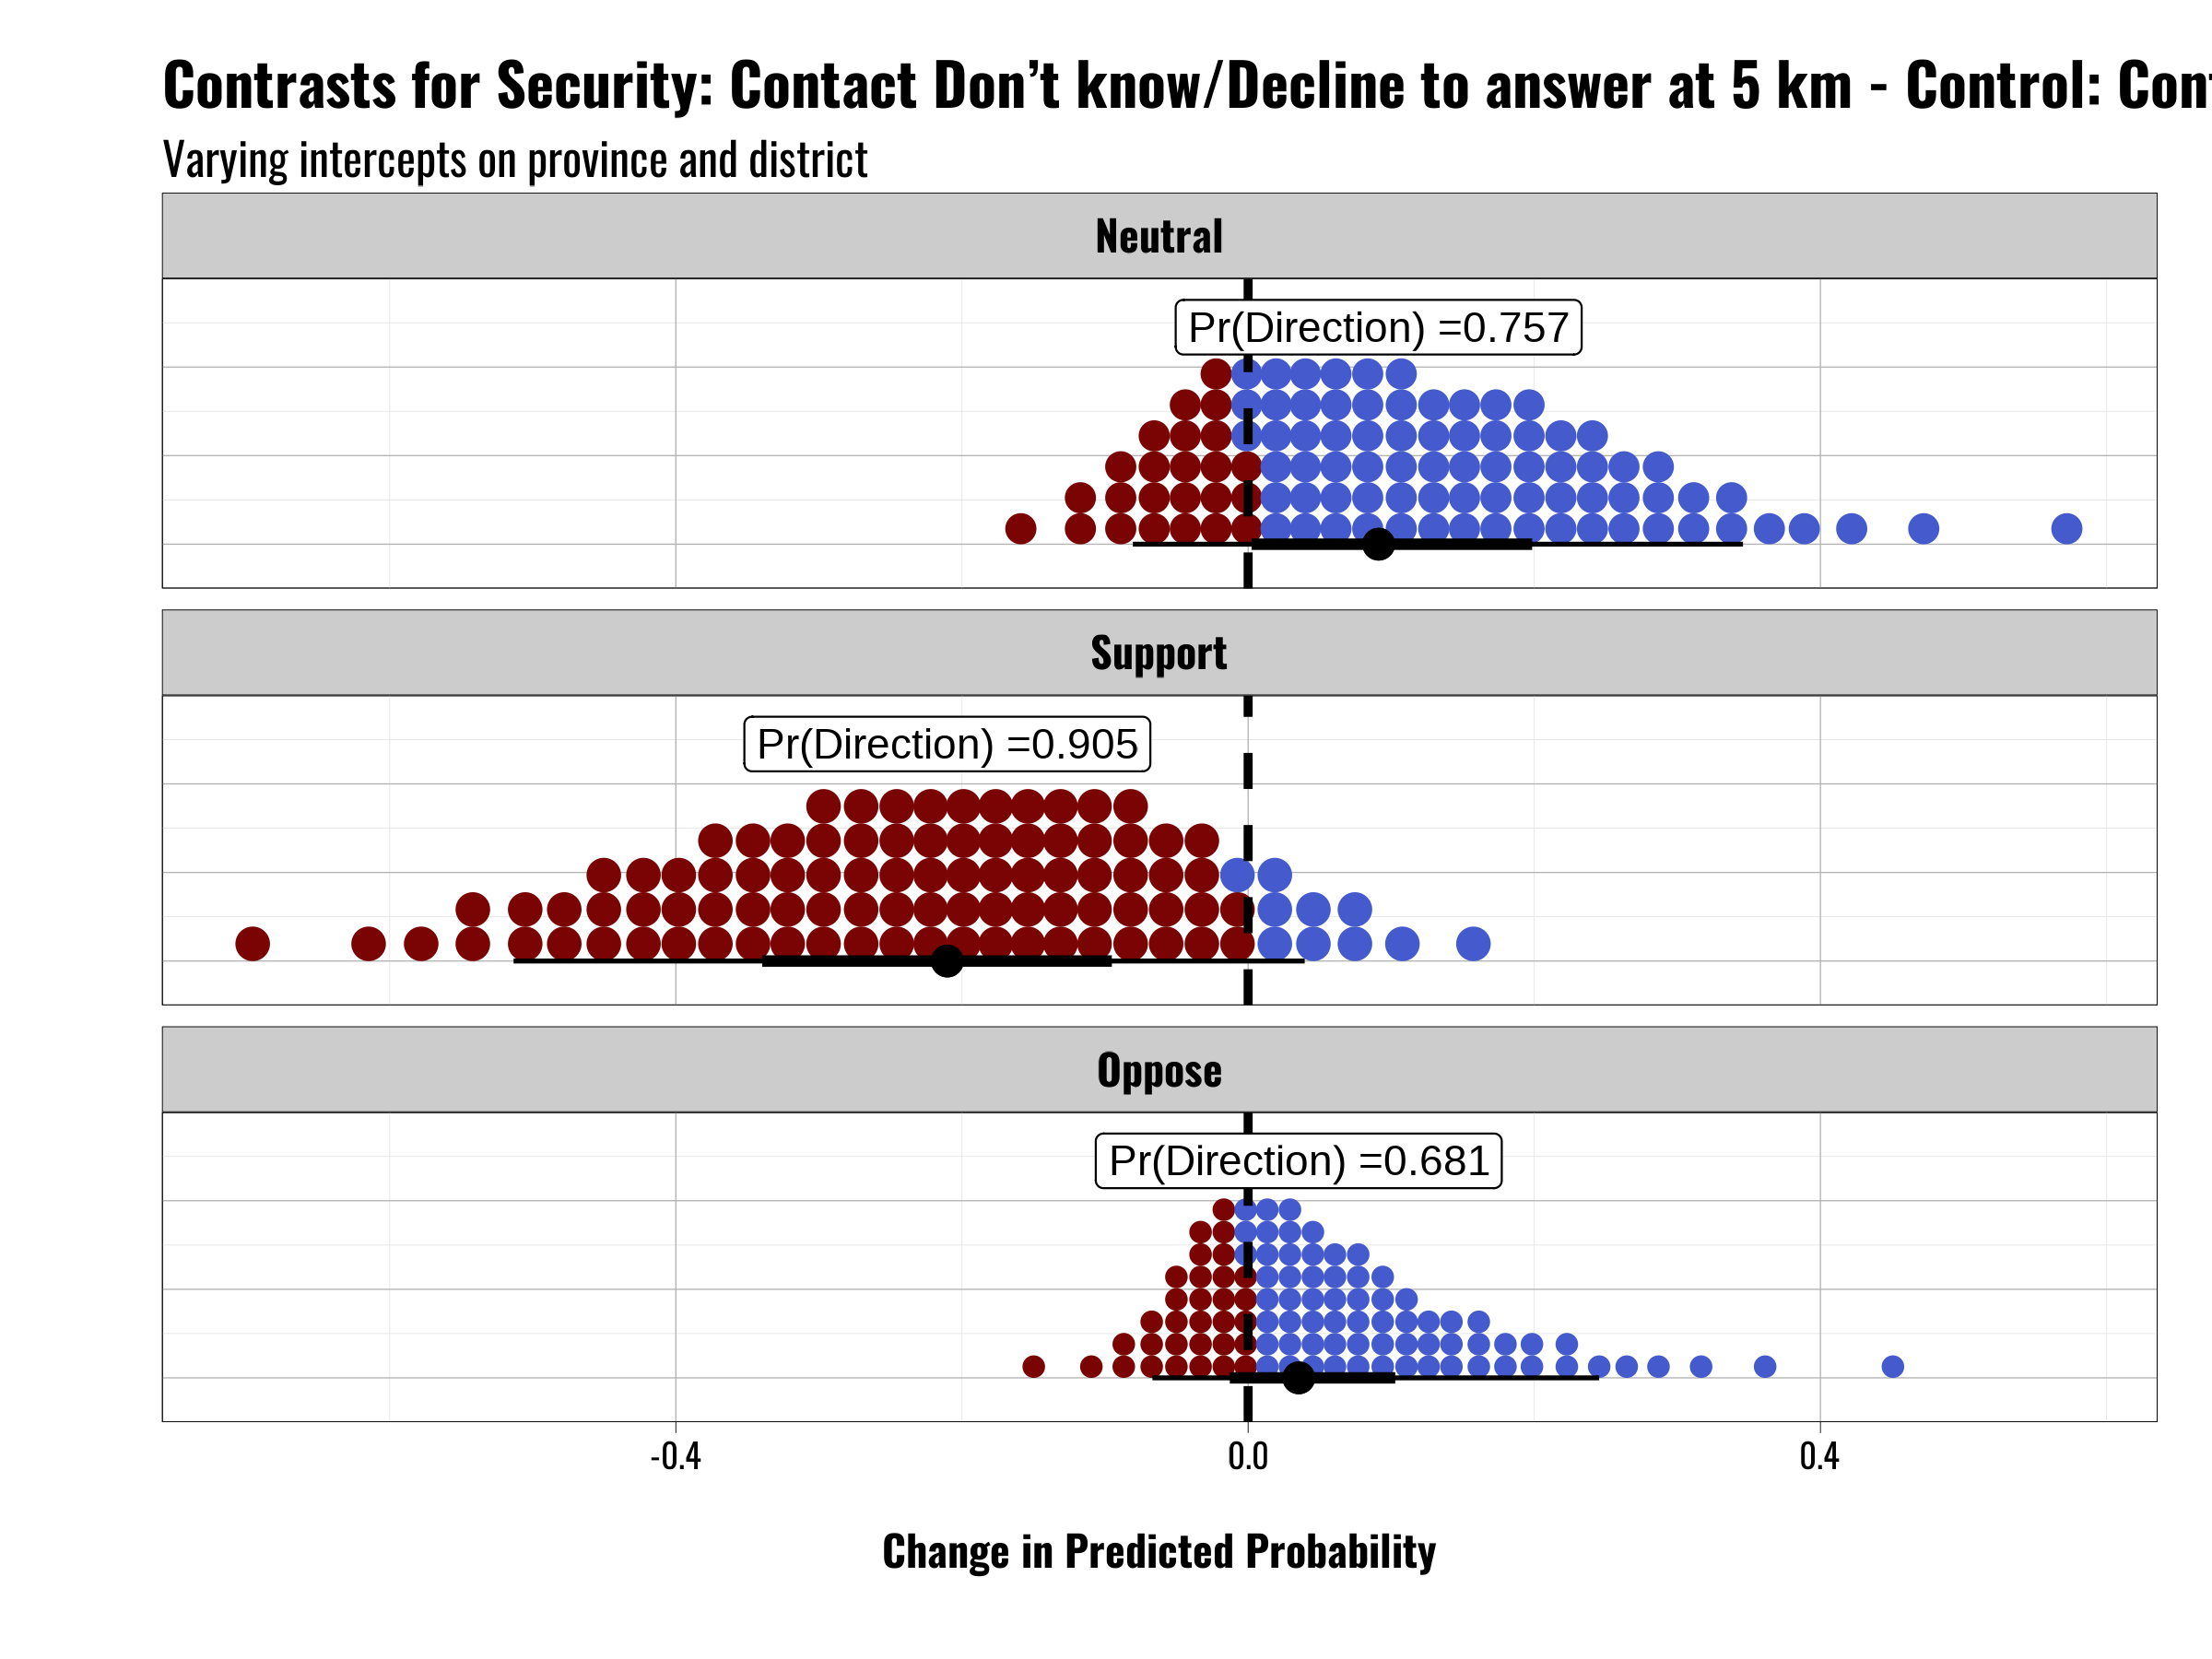 Contrasts for Security: Contact Don’t know/Decline to answer at 5 km - Control: Con
Varying intercepts on province and district
Neutral
Pr(Direction) =0.757
Support
Pr(Direction) =0.905
Oppose
Pr(Direction) =0.681
-0.4 0.0 0.4
Change in Predicted Probability